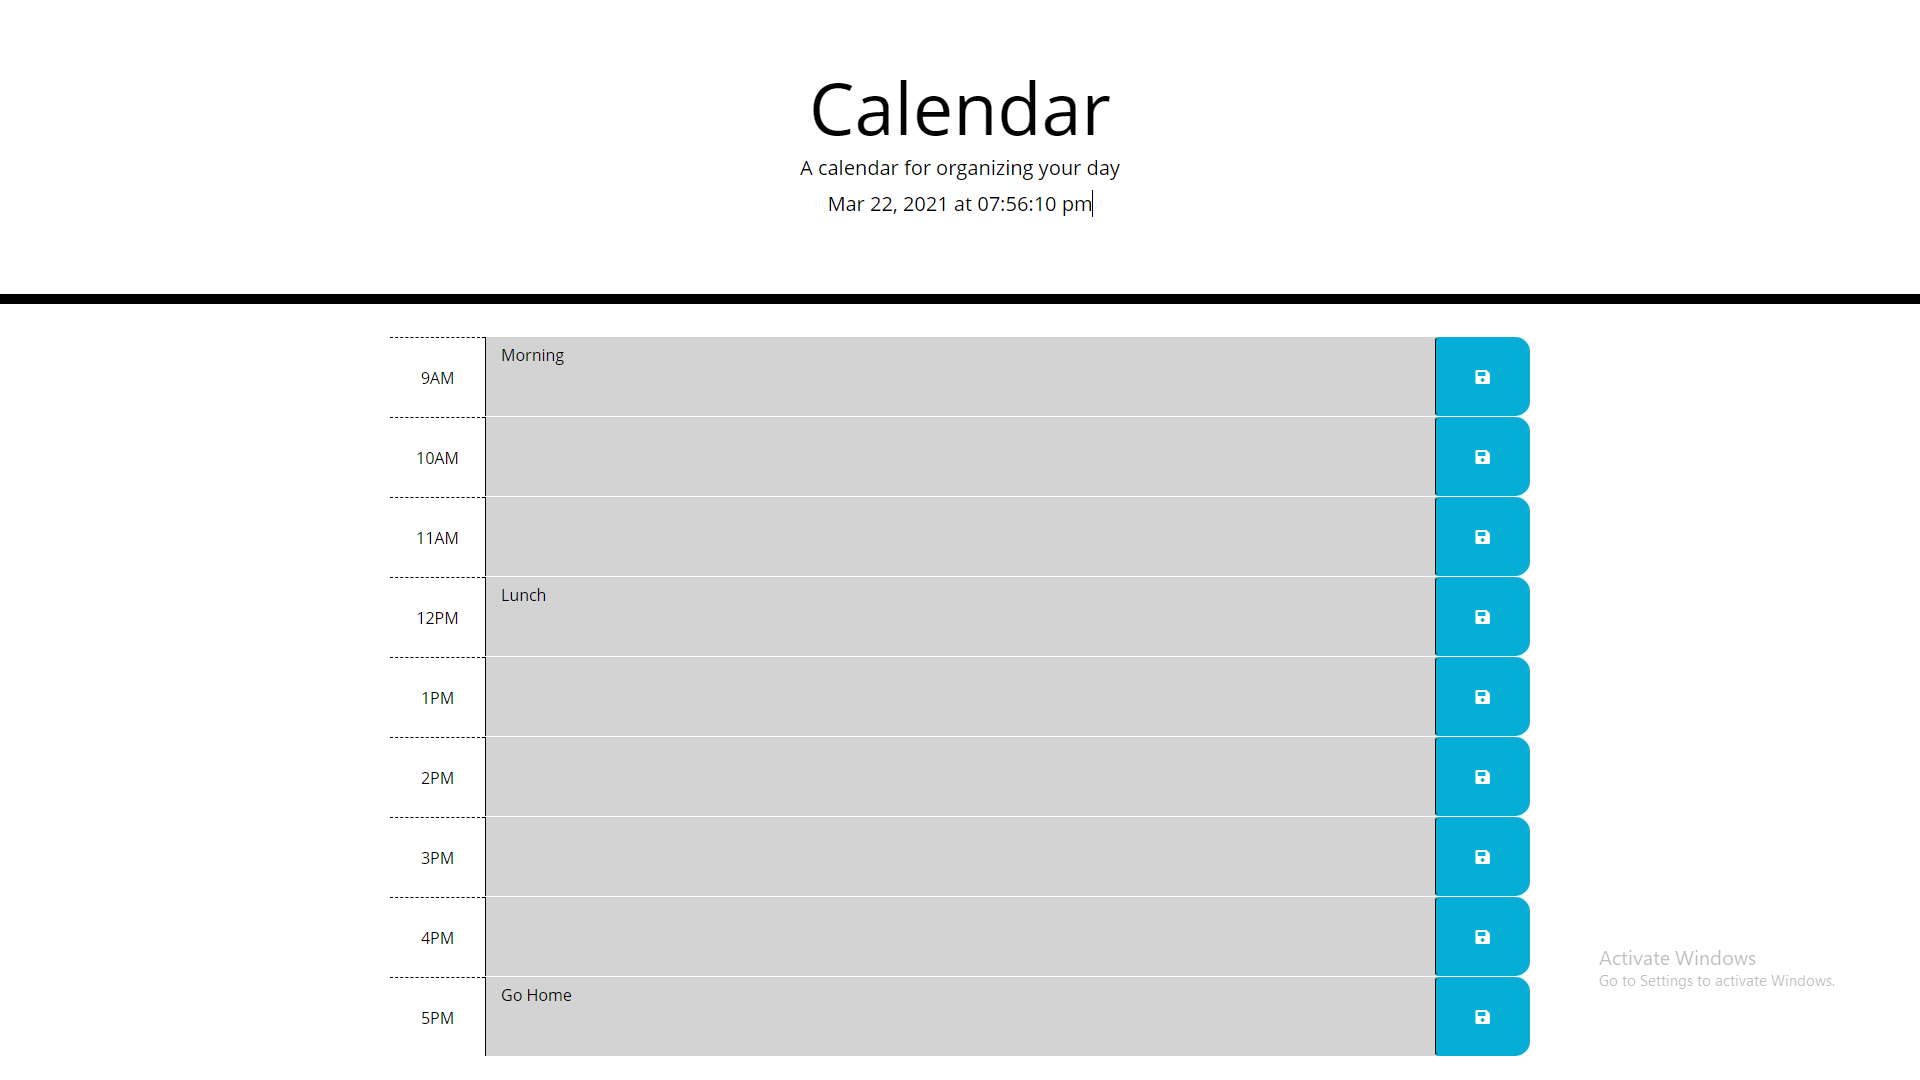 Calendar
A calendar for organizing your day
Mar 22, 2021 at 07:56:10 pm
9AM
Morning
10AM
11AM
12PM
Lunch
1PM
2PM
3PM
4PM
5PM
Go Home
Activate Windows
Go to Settings to activate Windows.